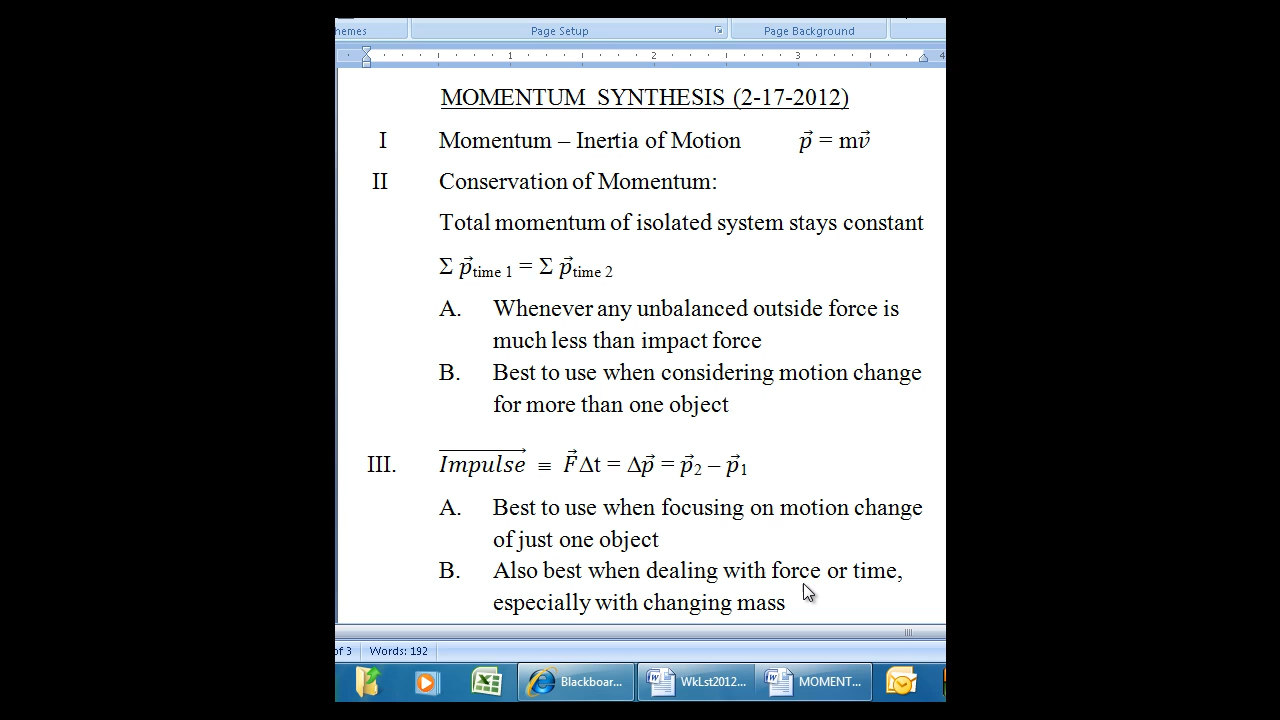 hemes Page Setup Page Background
1 2 3 4
MOMENTUM SYNTHESIS (2-17-2012)
I Momentum – Inertia of Motion p⃗ = mv⃗
II Conservation of Momentum:
Total momentum of isolated system stays constant
Σ p⃗time 1 = Σ p⃗time 2
A. Whenever any unbalanced outside force is
much less than impact force
B. Best to use when considering motion change
for more than one object
III. Impulse ≡ F⃗Δt = Δp⃗ = p⃗₂ – p⃗₁
A. Best to use when focusing on motion change
of just one object
B. Also best when dealing with force or time,
especially with changing mass
of 3 Words: 192
Blackboar... WkLst2012... MOMENT...